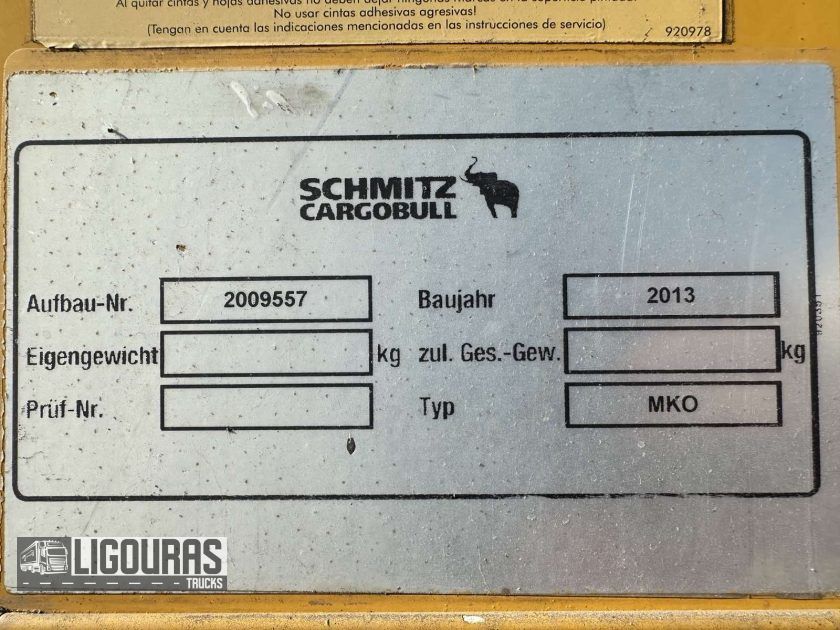 No usar cintas adhesivas agresivas!
(Tengan en cuenta las indicaciones mencionadas en las instrucciones de servicio)
920978
SCHMITZ
CARGOBULL
Aufbau-Nr. 2009557 Baujahr 2013
Eigengewicht kg zul. Ges.-Gew. kg
Prüf-Nr. Typ MKO
920391
LIGOURAS
TRUCKS